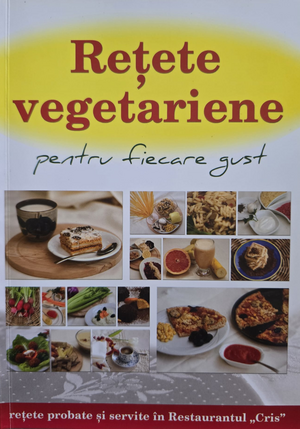 Rețete
vegetariene
pentru fiecare gust
rețete probate și servite în Restaurantul „Cris”